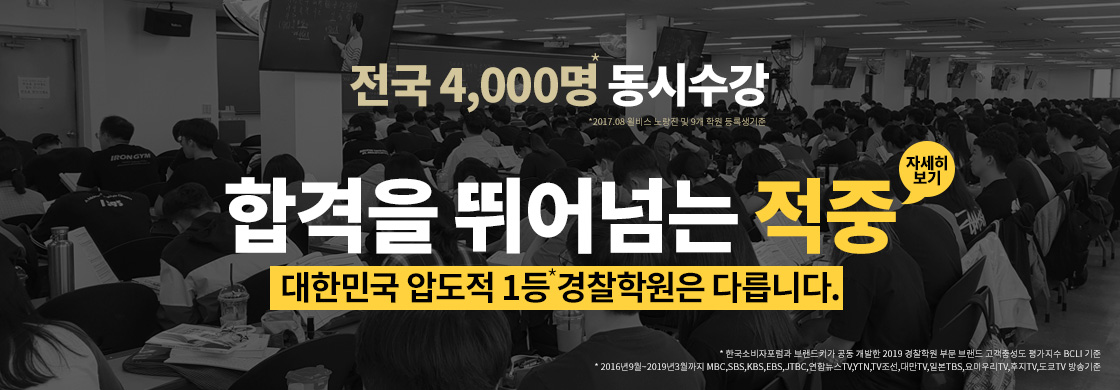 전국 4,000명* 동시수강
*2017.08 윌비스 노량진 및 9개 학원 등록생기준
합격을 뛰어넘는 적중
자세히
보기
대한민국 압도적 1등* 경찰학원은 다릅니다.
IRON GYM
* 한국소비자포럼과 브랜드키가 공동 개발한 2019 경찰학원 부문 브랜드 고객충성도 평가지수 BCLI 기준
* 2016년9월~2019년3월까지 MBC,SBS,KBS,EBS,JTBC,연합뉴스TV,YTN,TV조선,대만TV,일본TBS,요미우리TV,후지TV,도쿄TV 방송기준